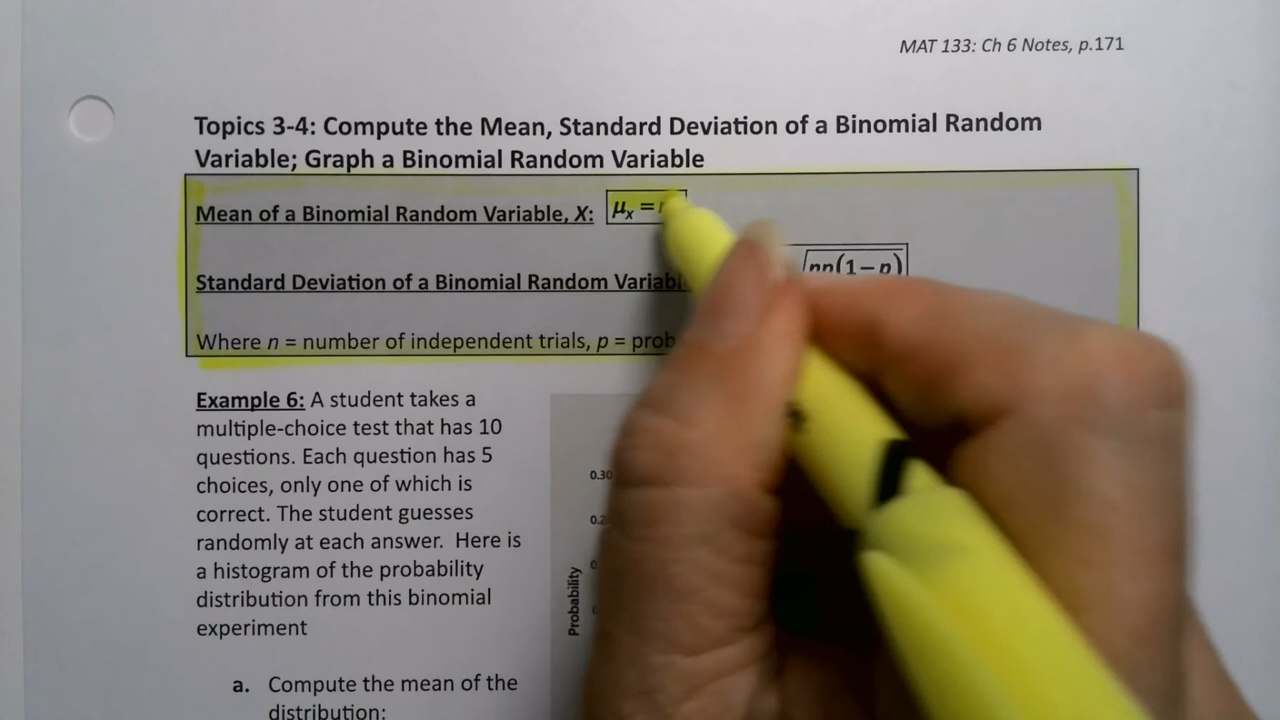 MAT 133: Ch 6 Notes, p.171
Topics 3-4: Compute the Mean, Standard Deviation of a Binomial Random
Variable; Graph a Binomial Random Variable
Mean of a Binomial Random Variable, X: μx =
Standard Deviation of a Binomial Random √np(1−p)
Where n = number of independent trials, p =
Example 6: A student takes a
multiple-choice test that has 10
questions. Each question has 5
choices, only one of which is
correct. The student guesses
randomly at each answer. Here is
a histogram of the probability
distribution from this binomial
experiment
0.30
Probability
a. Compute the mean of the
distribution: